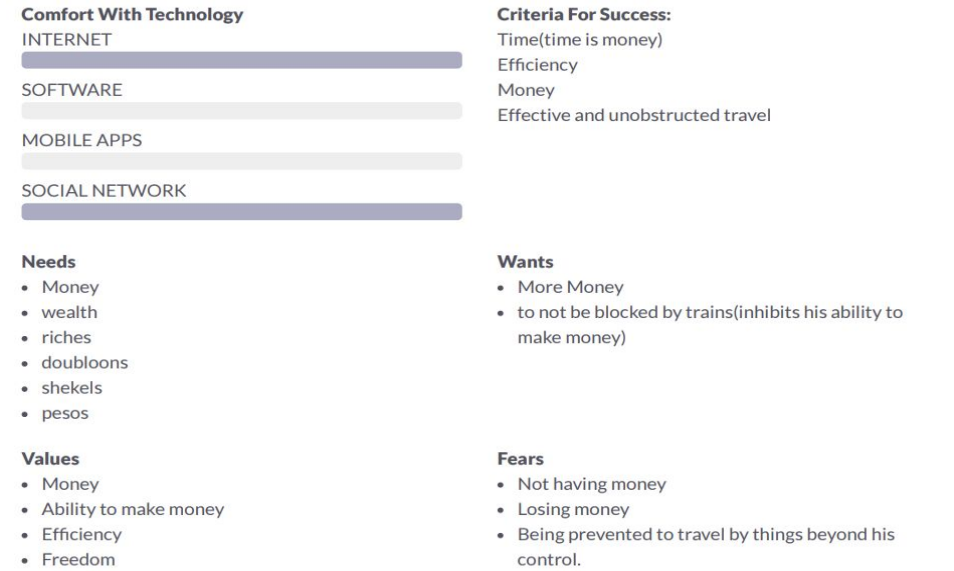 Comfort With Technology
INTERNET
SOFTWARE
MOBILE APPS
SOCIAL NETWORK
Criteria For Success:
Time(time is money)
Efficiency
Money
Effective and unobstructed travel
Needs
• Money
• wealth
• riches
• doubloons
• shekels
• pesos
Wants
• More Money
• to not be blocked by trains(inhibits his ability to
make money)
Values
• Money
• Ability to make money
• Efficiency
• Freedom
Fears
• Not having money
• Losing money
• Being prevented to travel by things beyond his
control.